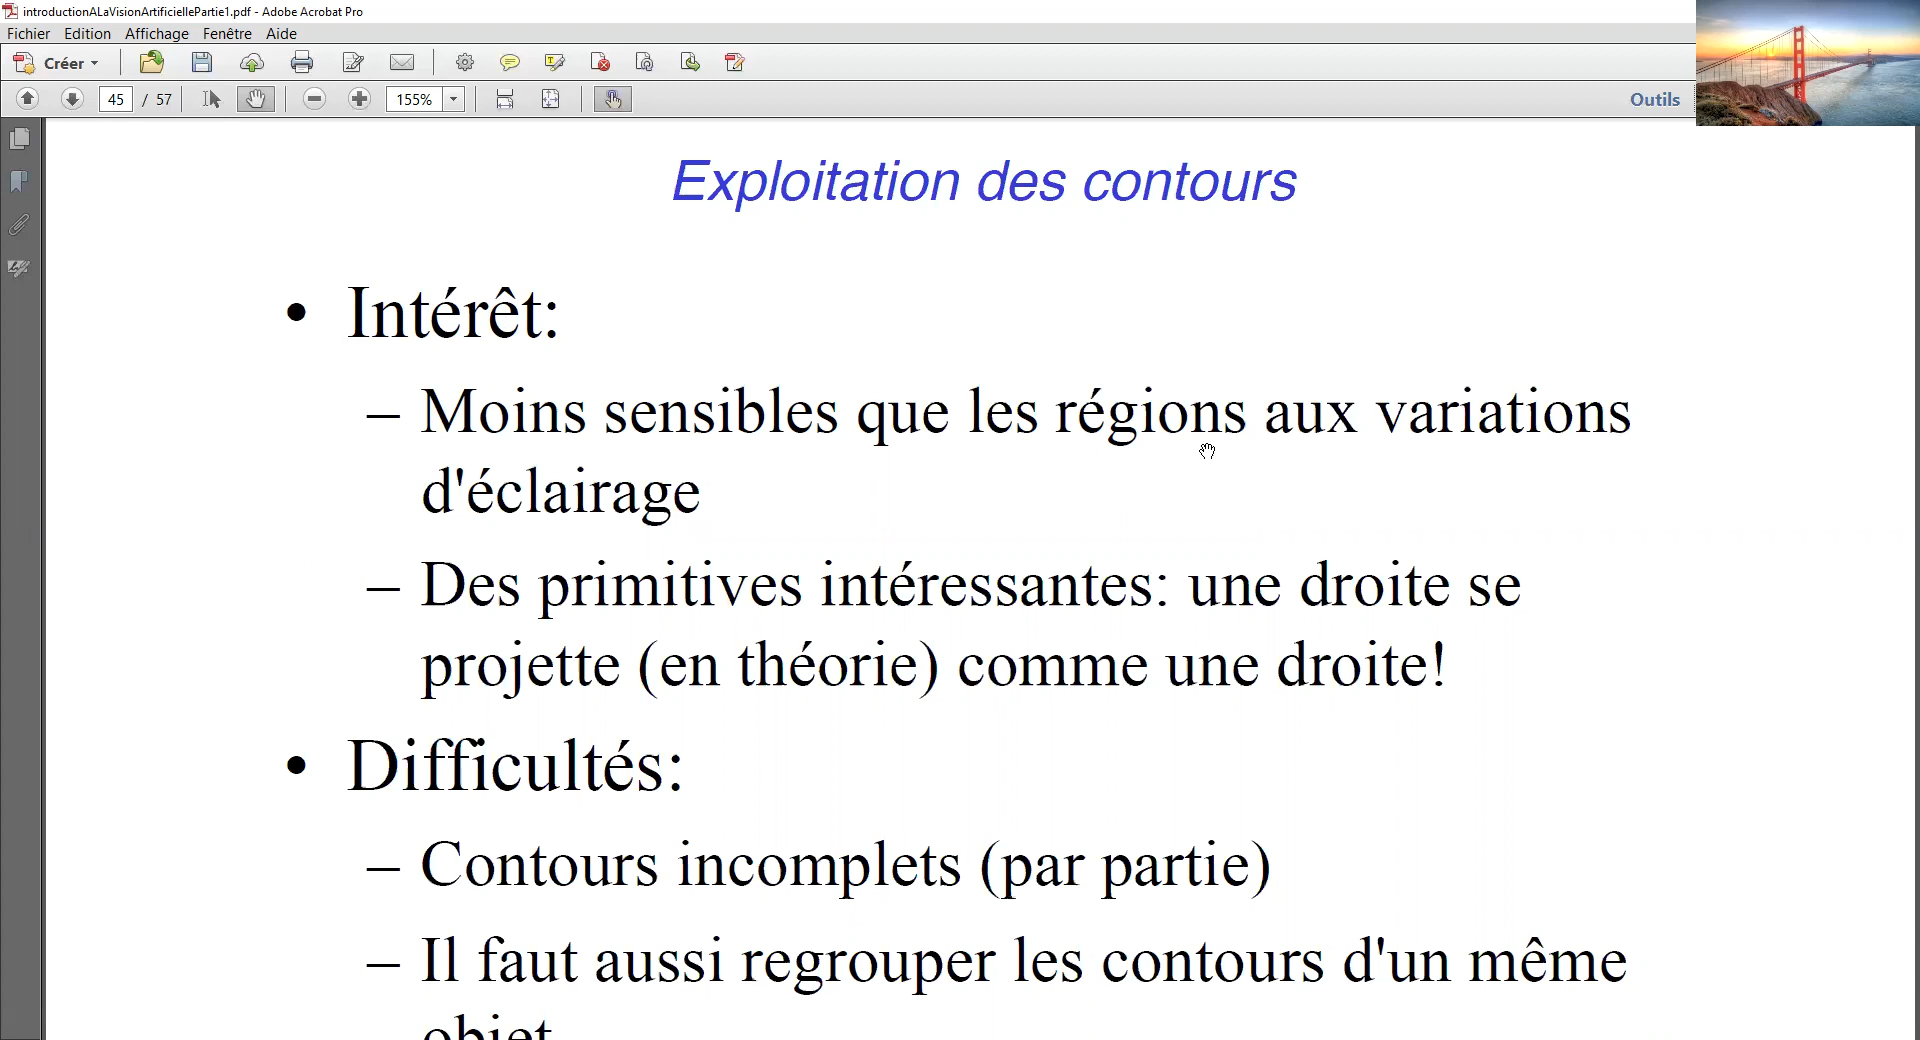 introductionALaVisionArtificiellePartie1.pdf - Adobe Acrobat Pro
Fichier Edition Affichage Fenêtre Aide
Créer
45 / 57 155% Outils
Exploitation des contours
• Intérêt:
– Moins sensibles que les régions aux variations
d'éclairage
– Des primitives intéressantes: une droite se
projette (en théorie) comme une droite!
• Difficultés:
– Contours incomplets (par partie)
– Il faut aussi regrouper les contours d'un même
objet